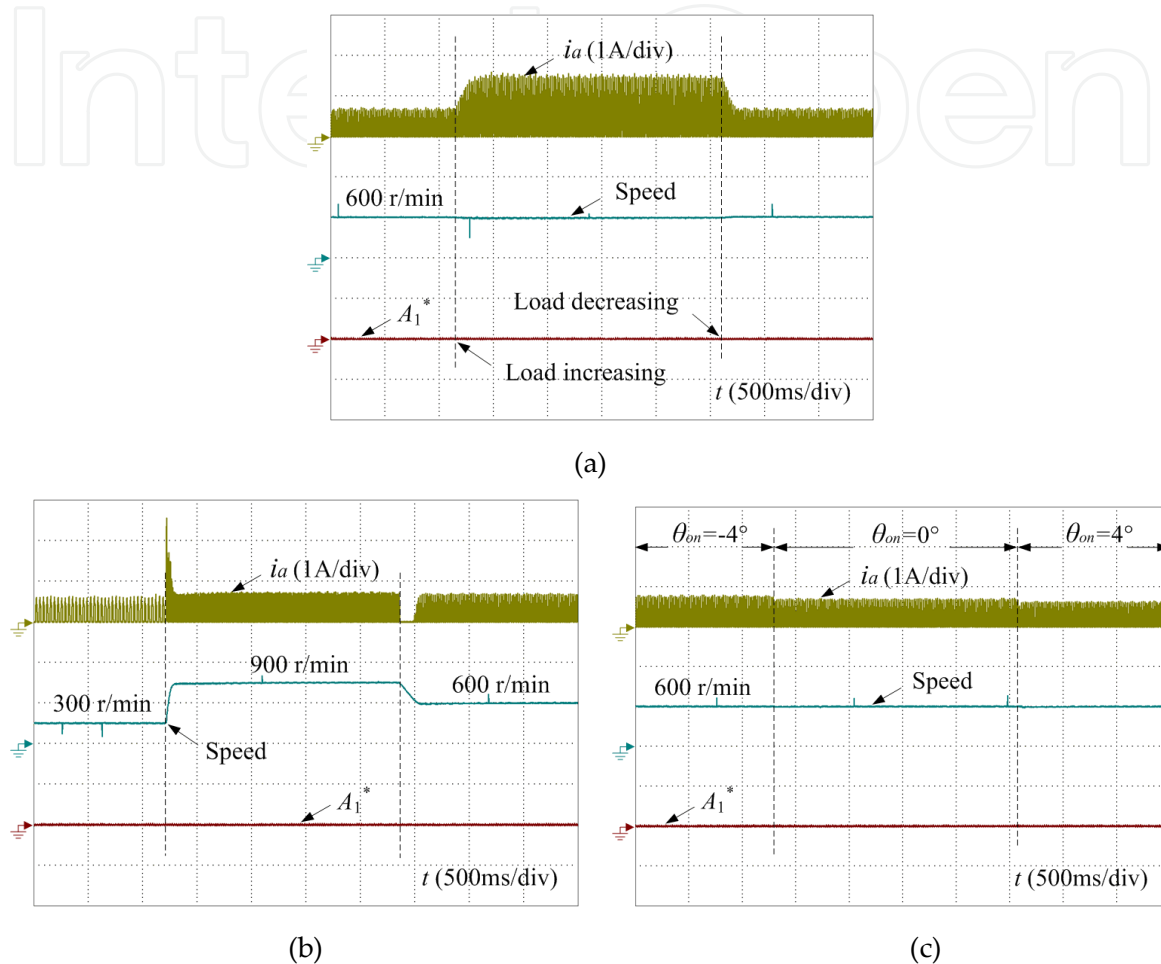 Inte Open
iₐ (1A/div)
600 r/min
Speed
A₁*
Load decreasing
Load increasing
t (500ms/div)
(a)
iₐ (1A/div)
900 r/min
600 r/min
300 r/min
Speed
A₁*
t (500ms/div)
(b)
θₒₙ=-4° θₒₙ=0° θₒₙ=4°
iₐ (1A/div)
600 r/min
Speed
A₁*
t (500ms/div)
(c)